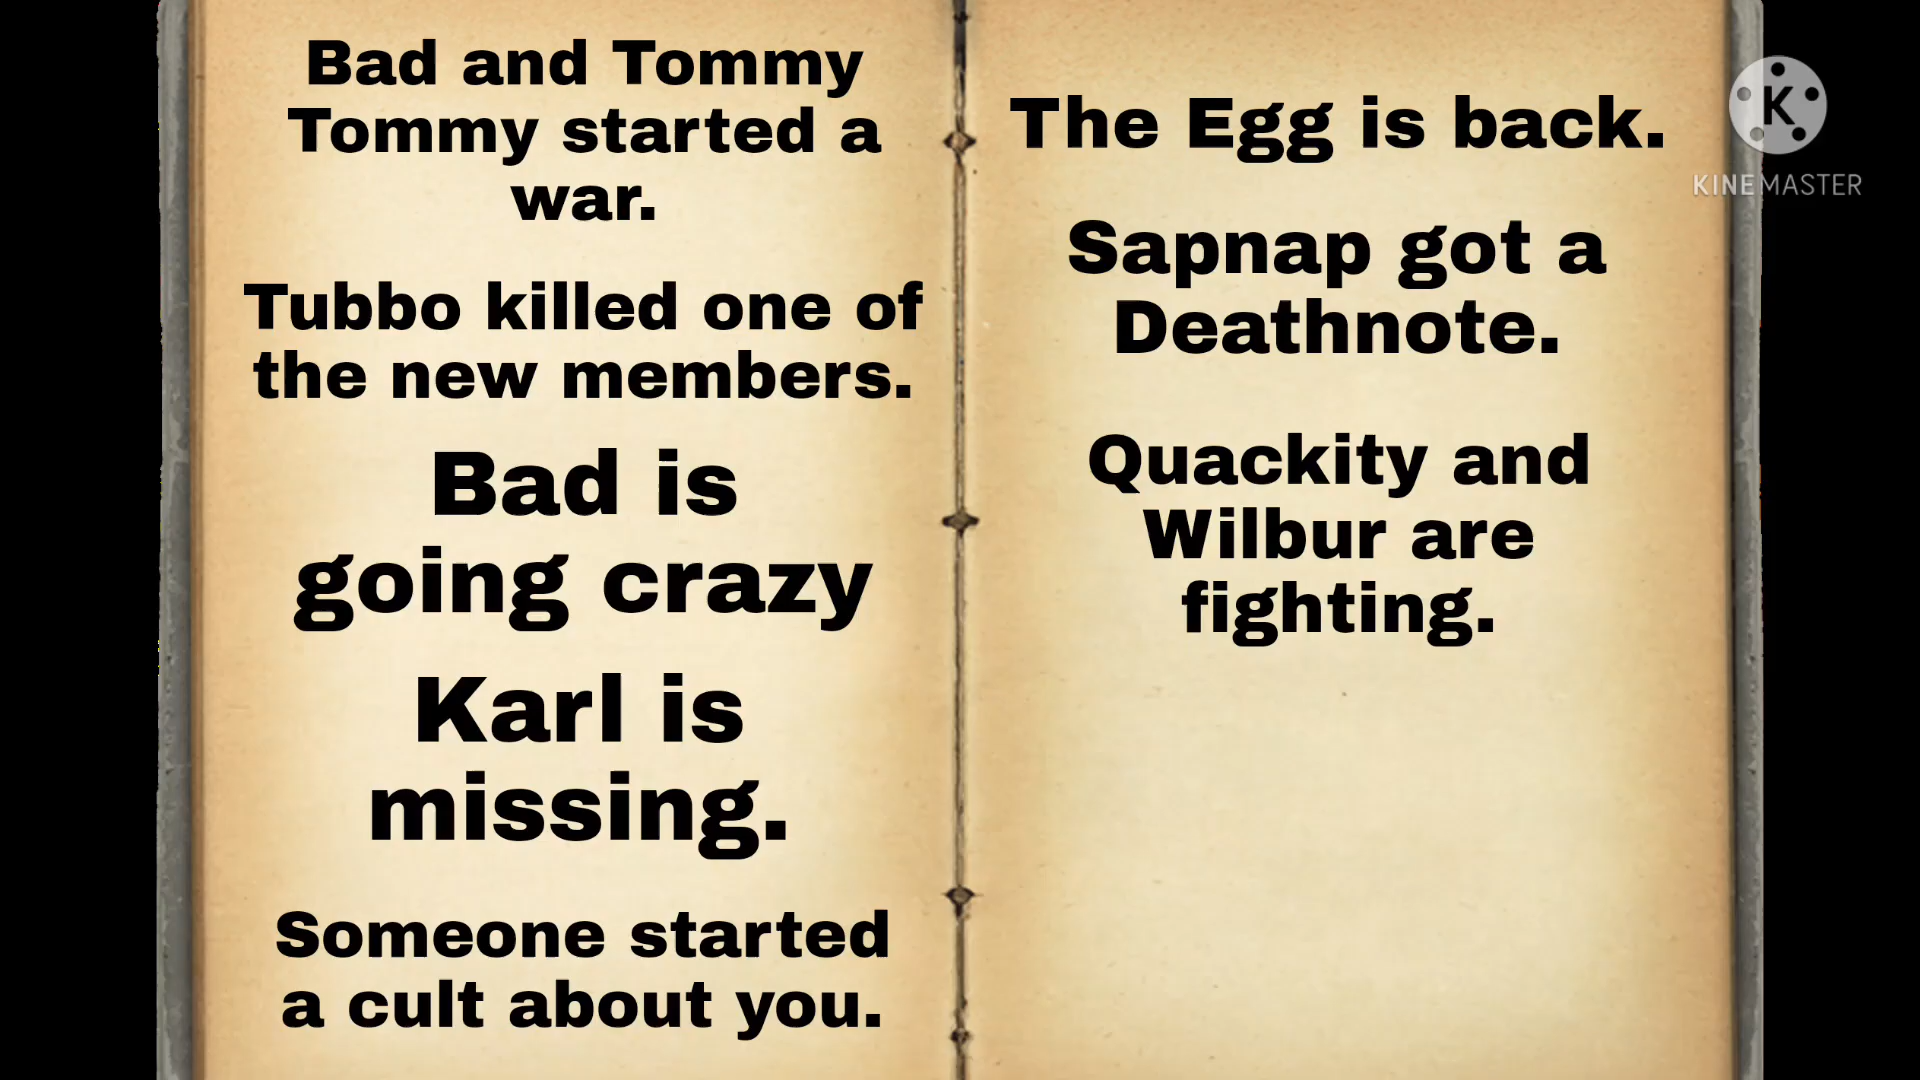 Bad and Tommy
Tommy started a
war.
Tubbo killed one of
the new members.
Bad is
going crazy
Karl is
missing.
Someone started
a cult about you.
The Egg is back.
Sapnap got a
Deathnote.
Quackity and
Wilbur are
fighting.
K
KINEMASTER